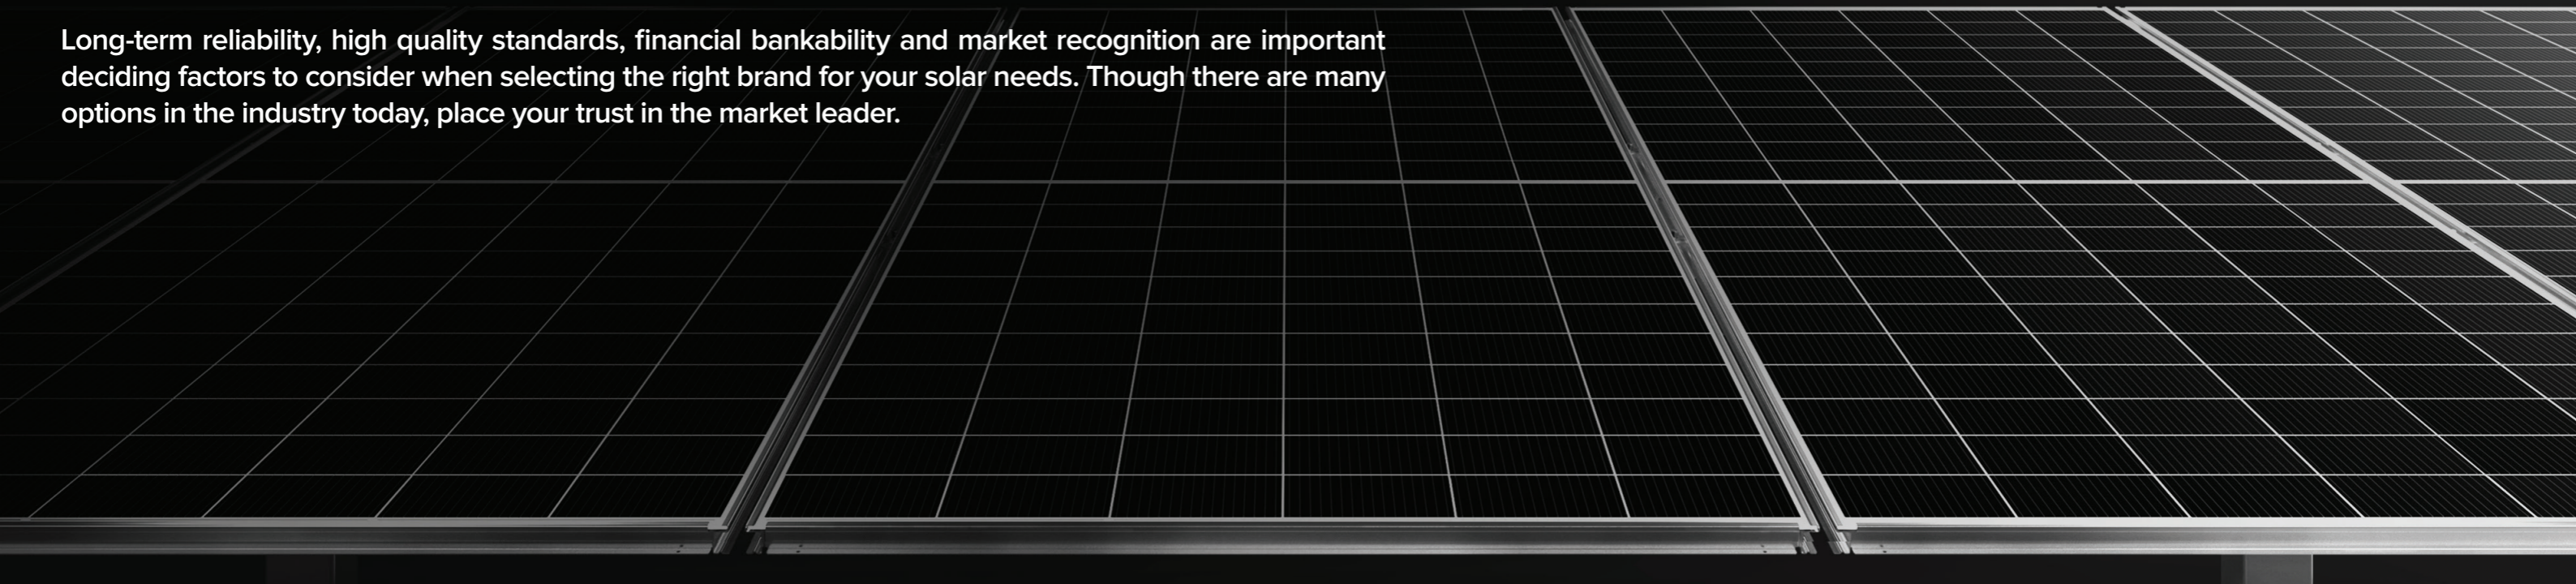 Long-term reliability, high quality standards, financial bankability and market recognition are important
deciding factors to consider when selecting the right brand for your solar needs. Though there are many
options in the industry today, place your trust in the market leader.